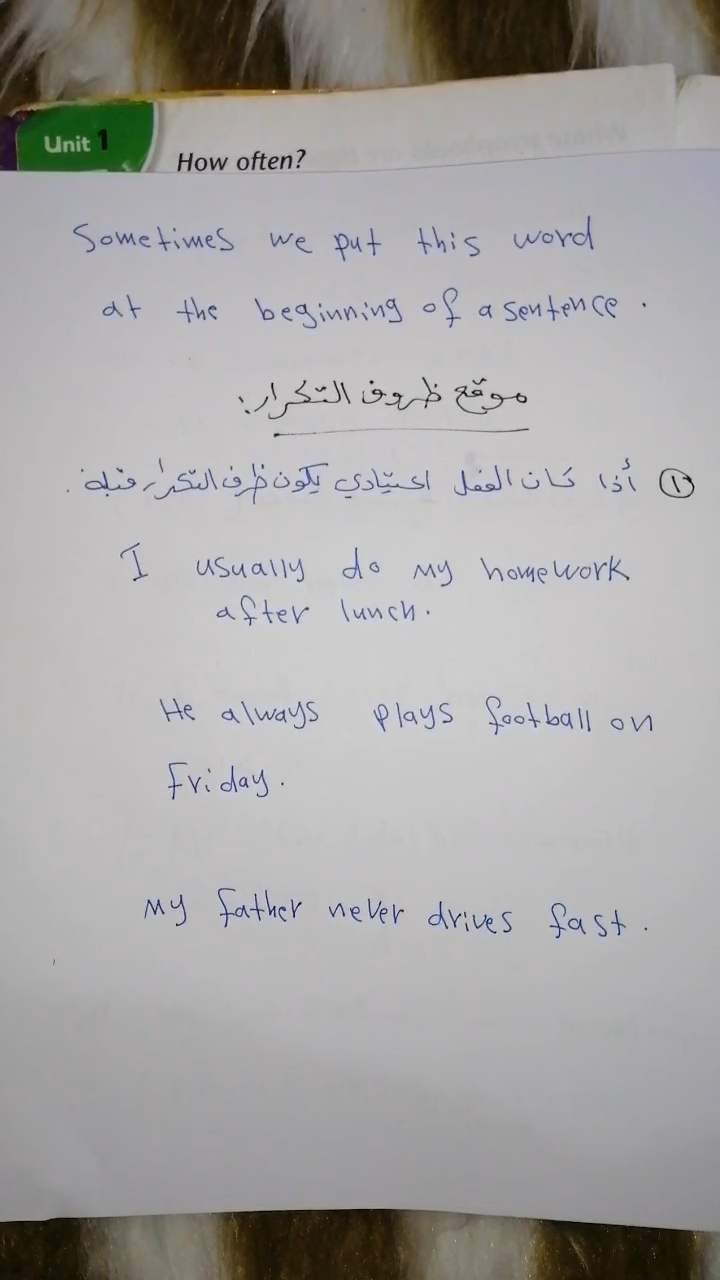 Unit 1
How often?
Sometimes we put this word
at the beginning of a sentence.
موقع ظروف التكرار:
① أذا كان الفعل اعتيادي يكون ظرف التكرار قبله.
I usually do my homework
after lunch.
He always plays football on
Friday.
My father never drives fast.